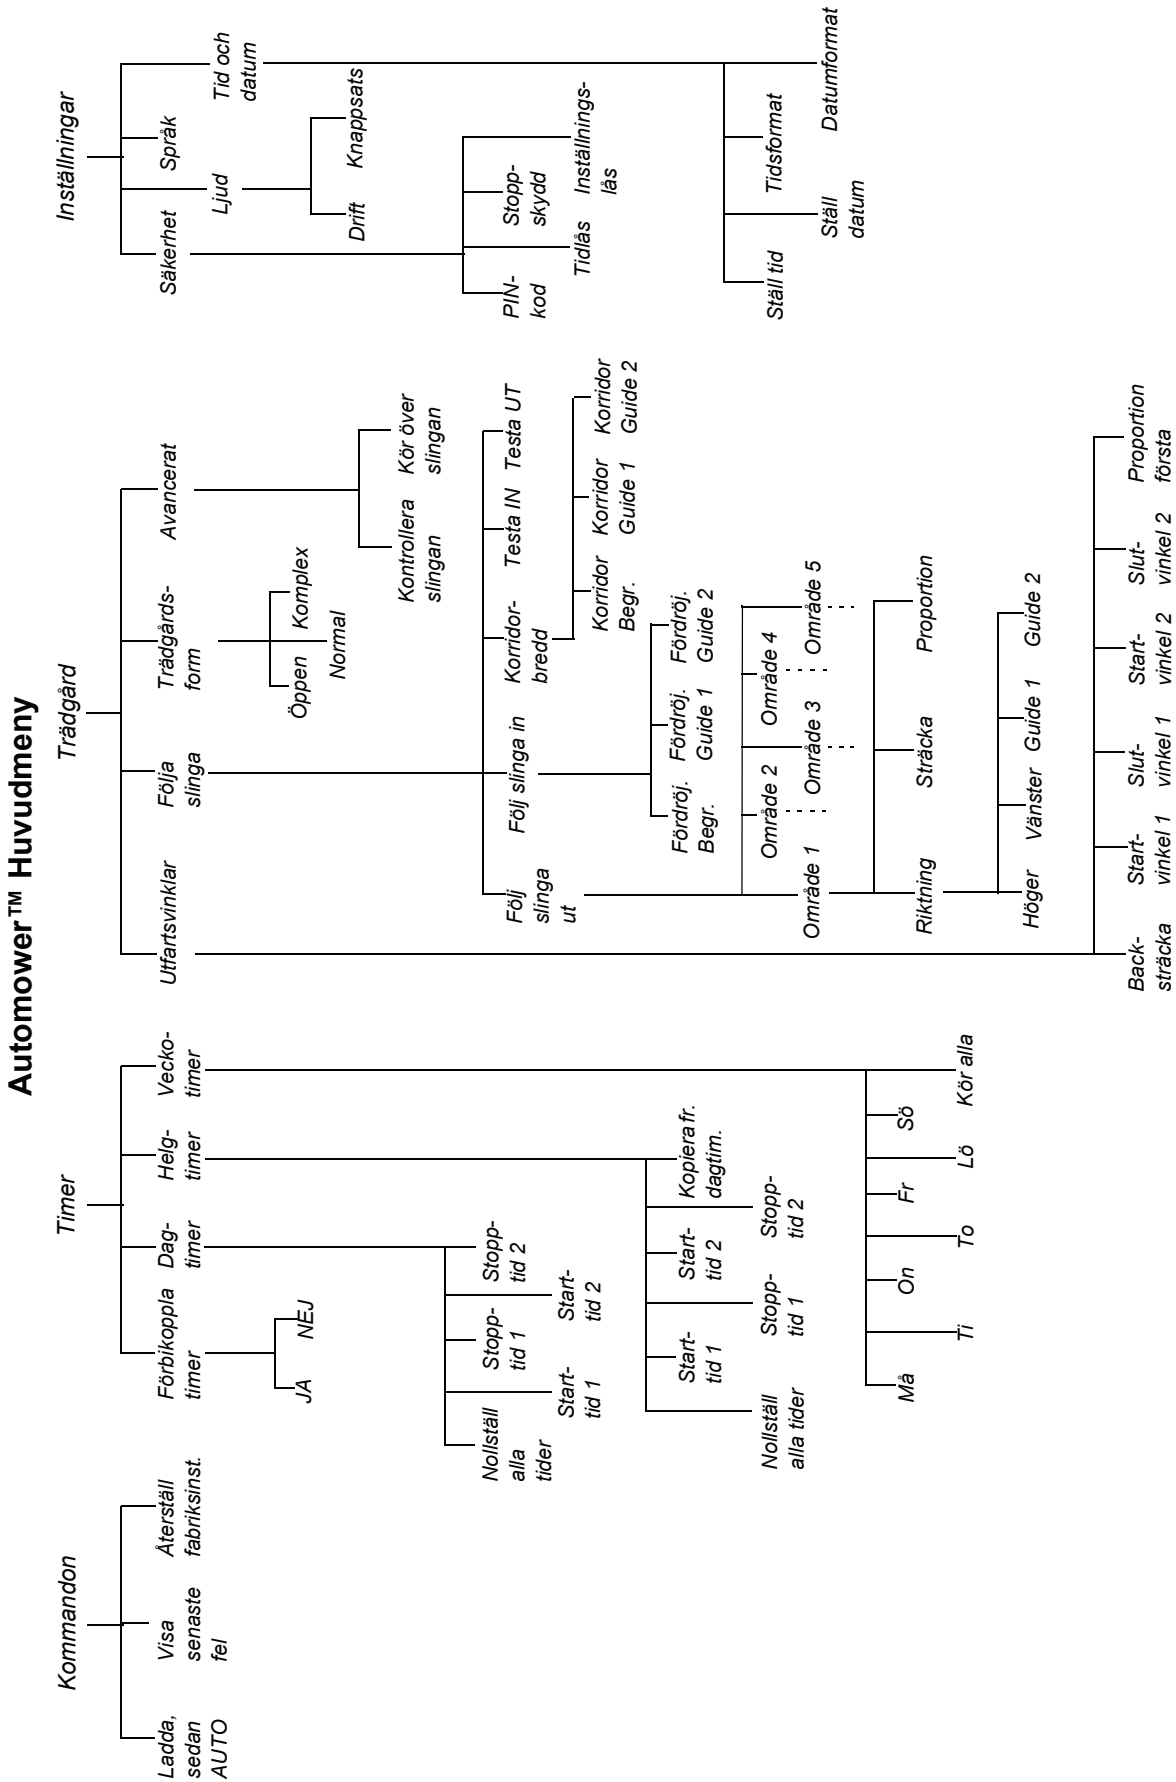 Automower™ Huvudmeny
Kommandon
Ladda,
sedan
AUTO
Visa
senaste
fel
Återställ
fabriksinst.
Timer
Förbikoppla
timer
JA
NEJ
Dag-
timer
Nollställ
alla
tider
Start-
tid 1
Stopp-
tid 1
Start-
tid 2
Stopp-
tid 2
Helg-
timer
Nollställ
alla tider
Start-
tid 1
Stopp-
tid 1
Start-
tid 2
Stopp-
tid 2
Kopiera fr.
dagtim.
Vecko-
timer
Må
Ti
On
To
Fr
Lö
Sö
Kör alla
Trädgård
Utfartsvinklar
Back-
sträcka
Start-
vinkel 1
Slut-
vinkel 1
Start-
vinkel 2
Slut-
vinkel 2
Proportion
första
Följa
slinga
Följ
slinga
ut
Område 1
Riktning
Höger
Vänster
Guide 1
Guide 2
Sträcka
Proportion
Område 2
Område 3
Område 4
Område 5
Följ slinga in
Fördröj.
Begr.
Fördröj.
Guide 1
Fördröj.
Guide 2
Korridor-
bredd
Korridor
Begr.
Korridor
Guide 1
Korridor
Guide 2
Testa IN
Testa UT
Trädgårds-
form
Öppen
Normal
Komplex
Avancerat
Kontrollera
slingan
Kör över
slingan
Inställningar
Säkerhet
PIN-
kod
Tidlås
Stopp-
skydd
Inställnings-
lås
Ljud
Drift
Knappsats
Språk
Tid och
datum
Ställ tid
Ställ
datum
Tidsformat
Datumformat